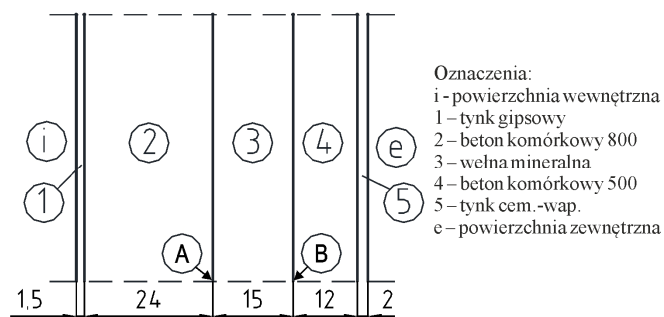 i
2
3
4
e
1
5
A
B
1,5
24
15
12
2
Oznaczenia:
i - powierzchnia wewnętrzna
1 – tynk gipsowy
2 – beton komórkowy 800
3 – wełna mineralna
4 – beton komórkowy 500
5 – tynk cem.-wap.
e – powierzchnia zewnętrzna